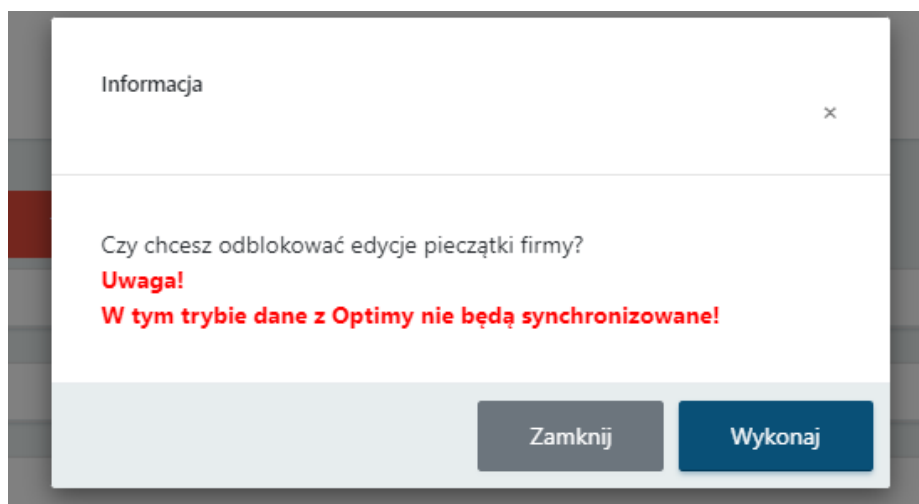 Informacja
×
Czy chcesz odblokować edycje pieczątki firmy?
Uwaga!
W tym trybie dane z Optimy nie będą synchronizowane!
Zamknij
Wykonaj